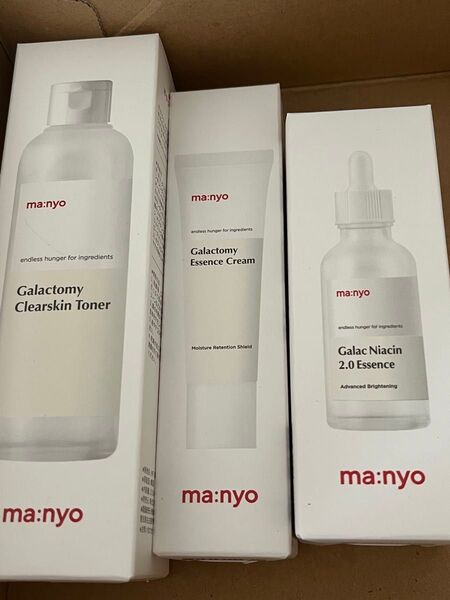 ma:nyo
endless hunger for ingredients
Galactomy
Clearskin Toner
ma:nyo
ma:nyo
endless hunger for ingredients
Galactomy
Essence Cream
Moisture Retention Shield
ma:nyo
ma:nyo
endless hunger for ingredients
Galac Niacin
2.0 Essence
Advanced Brightening
ma:nyo